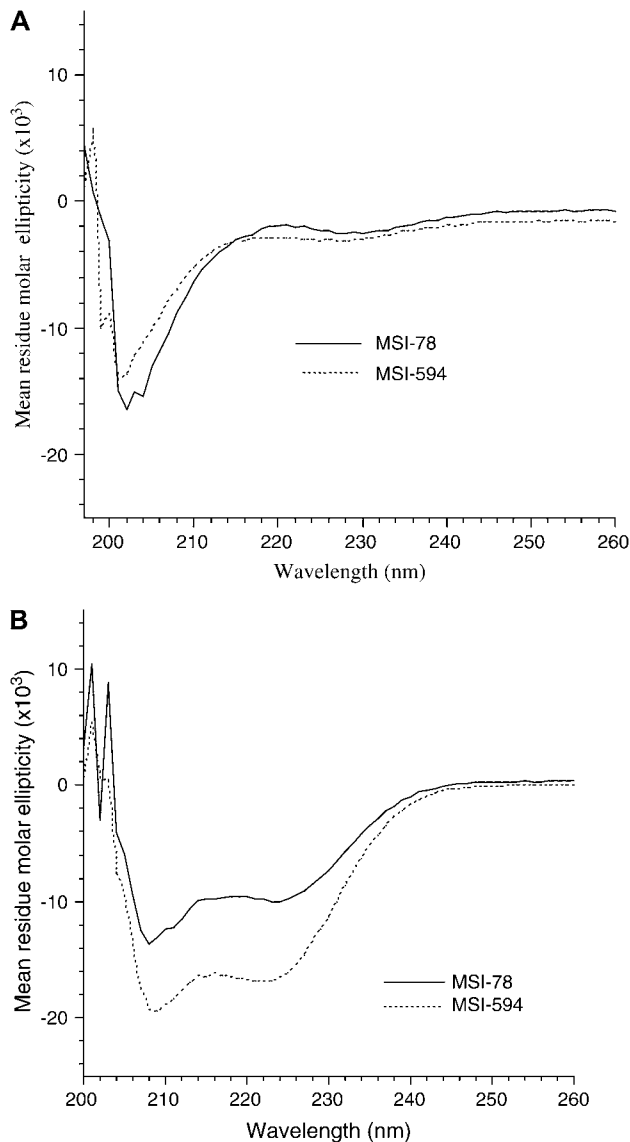 A
Mean residue molar ellipticity (x10³)
10
0
-10
-20
MSI-78
MSI-594
200 210 220 230 240 250 260
Wavelength (nm)
B
Mean residue molar ellipticity (x10³)
10
0
-10
-20
MSI-78
MSI-594
200 210 220 230 240 250 260
Wavelength (nm)